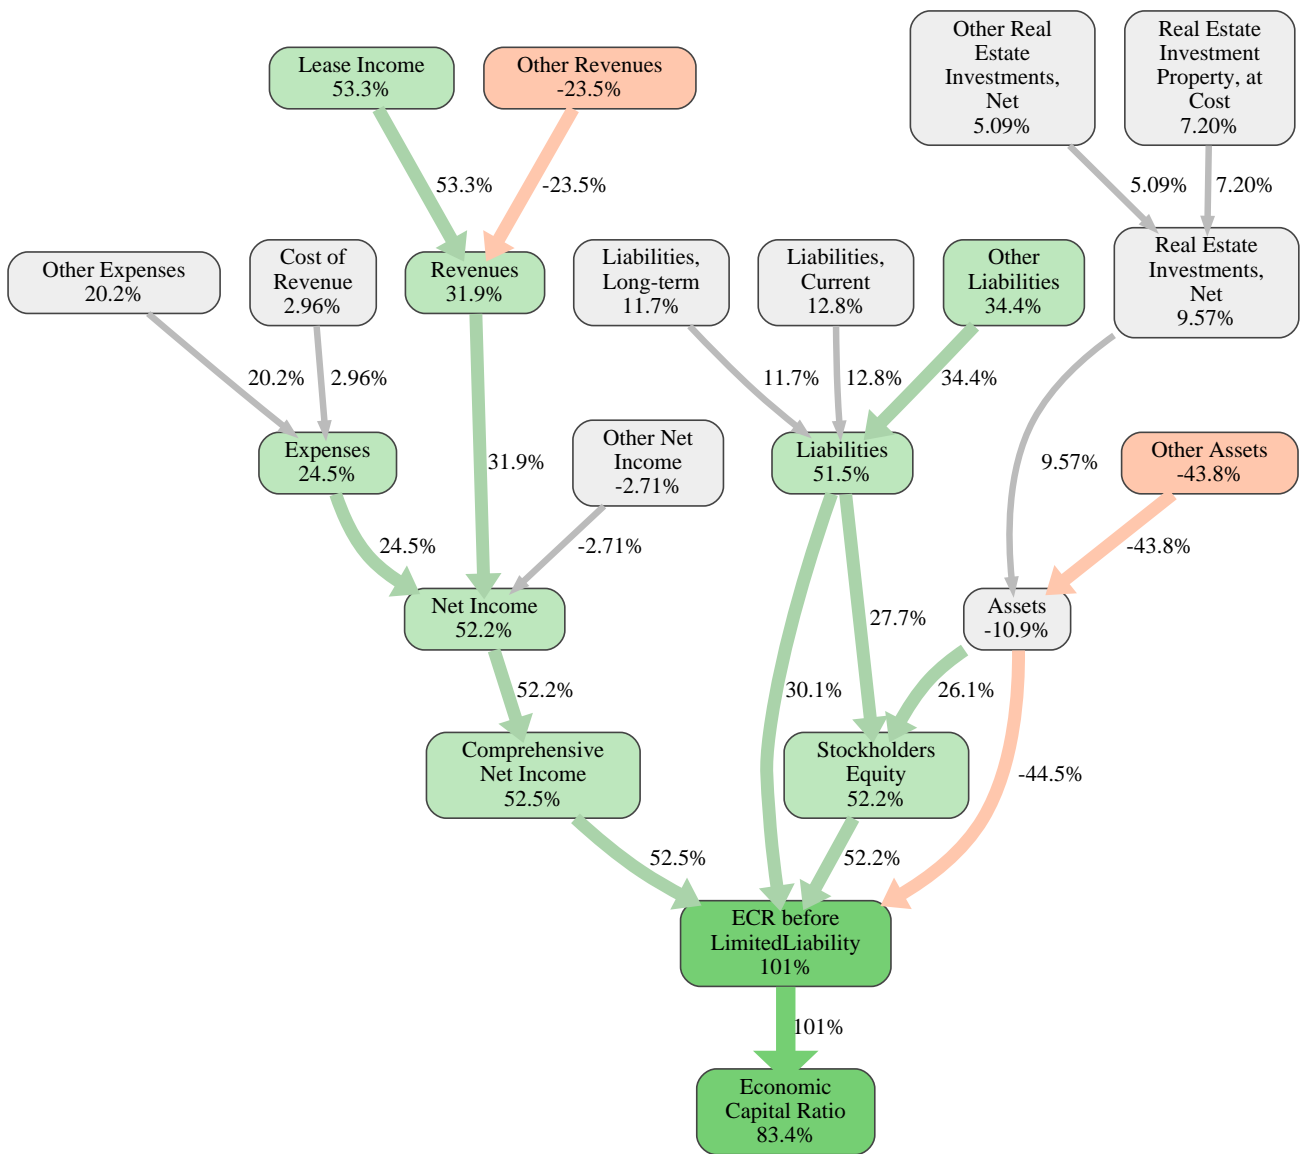 Other Real
Estate
Investments,
Net
5.09%
Real Estate
Investment
Property, at
Cost
7.20%
Lease Income
53.3%
Other Revenues
-23.5%
53.3%
-23.5%
5.09%
7.20%
Other Expenses
20.2%
Cost of
Revenue
2.96%
Revenues
31.9%
Liabilities,
Long-term
11.7%
Liabilities,
Current
12.8%
Other
Liabilities
34.4%
Real Estate
Investments,
Net
9.57%
20.2%
2.96%
11.7%
12.8%
34.4%
Expenses
24.5%
31.9%
Other Net
Income
-2.71%
Liabilities
51.5%
9.57%
Other Assets
-43.8%
24.5%
-2.71%
-43.8%
Net Income
52.2%
27.7%
Assets
-10.9%
52.2%
30.1%
26.1%
Comprehensive
Net Income
52.5%
Stockholders
Equity
52.2%
-44.5%
52.5%
52.2%
ECR before
LimitedLiability
101%
101%
Economic
Capital Ratio
83.4%